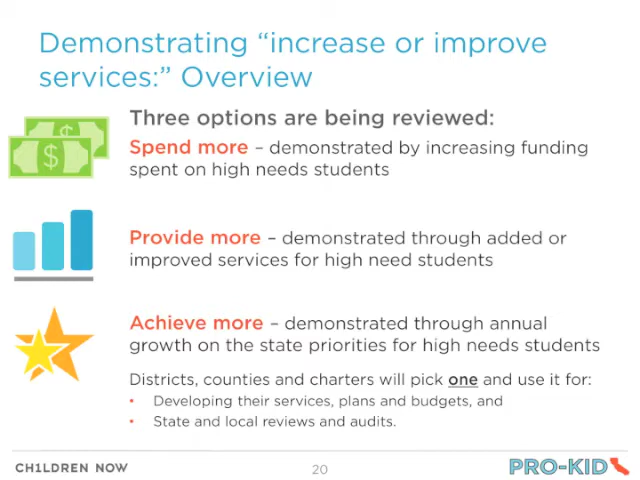 Demonstrating “increase or improve
services:” Overview
Three options are being reviewed:
Spend more – demonstrated by increasing funding
spent on high needs students
Provide more – demonstrated through added or
improved services for high need students
Achieve more – demonstrated through annual
growth on the state priorities for high needs students
Districts, counties and charters will pick one and use it for:
• Developing their services, plans and budgets, and
• State and local reviews and audits.
CH1LDREN NOW
20
PRO-KID